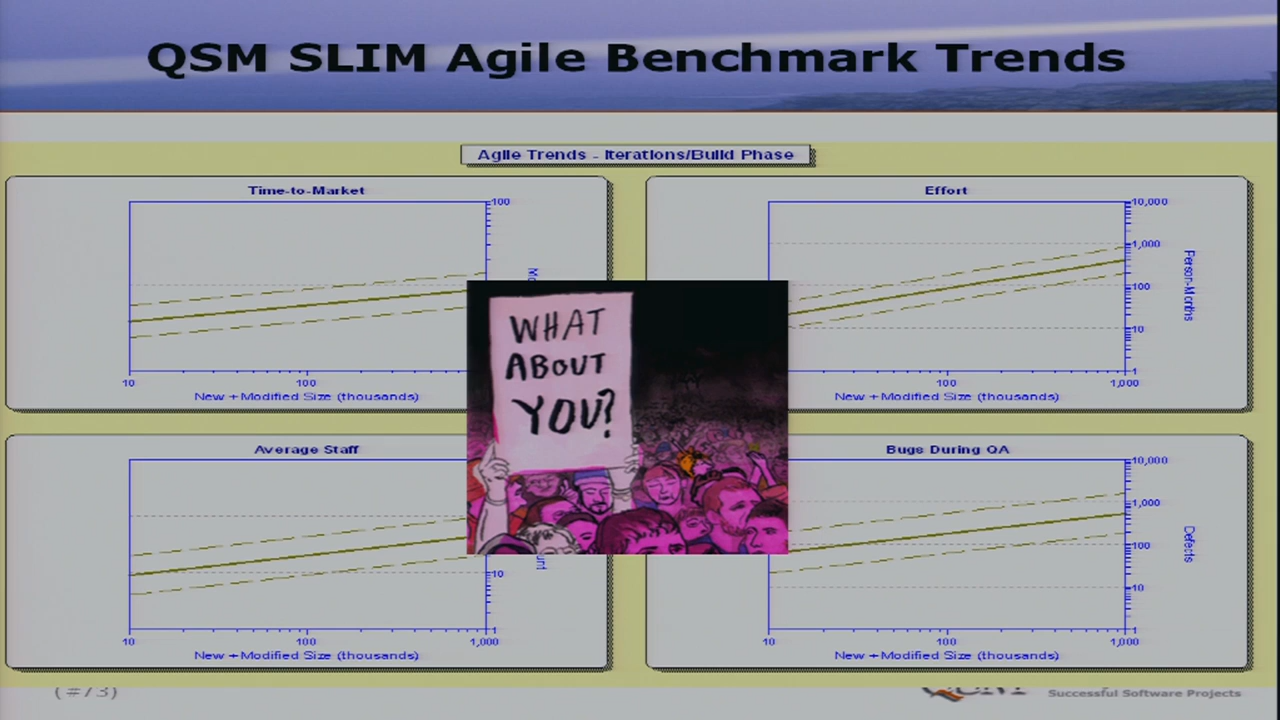 QSM SLIM Agile Benchmark Trends
Agile Trends - Iterations/Build Phase
Time-to-Market
100
10
100
New + Modified Size (thousands)
Effort
10,000
1,000
100
10
1
Person-Months
100
1,000
New + Modified Size (thousands)
WHAT
ABOUT
YOU?
Average Staff
10
1
10
100
1,000
New + Modified Size (thousands)
Bugs During QA
10,000
1,000
100
10
1
Defects
10
100
1,000
New + Modified Size (thousands)
(#73)
Successful Software Projects